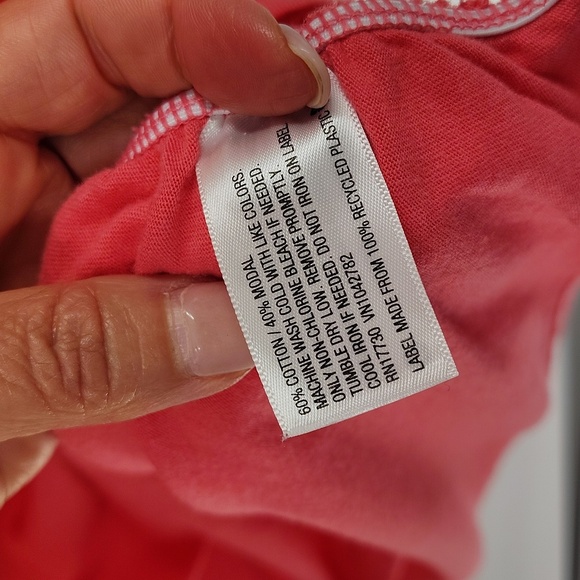 60% COTTON / 40% MODAL
MACHINE WASH COLD WITH LIKE COLORS.
ONLY NON-CHLORINE BLEACH IF NEEDED.
TUMBLE DRY LOW. REMOVE PROMPTLY.
COOL IRON IF NEEDED. DO NOT IRON ON LABEL
RN17730 VN1042782
LABEL MADE FROM 100% RECYCLED PLASTIC